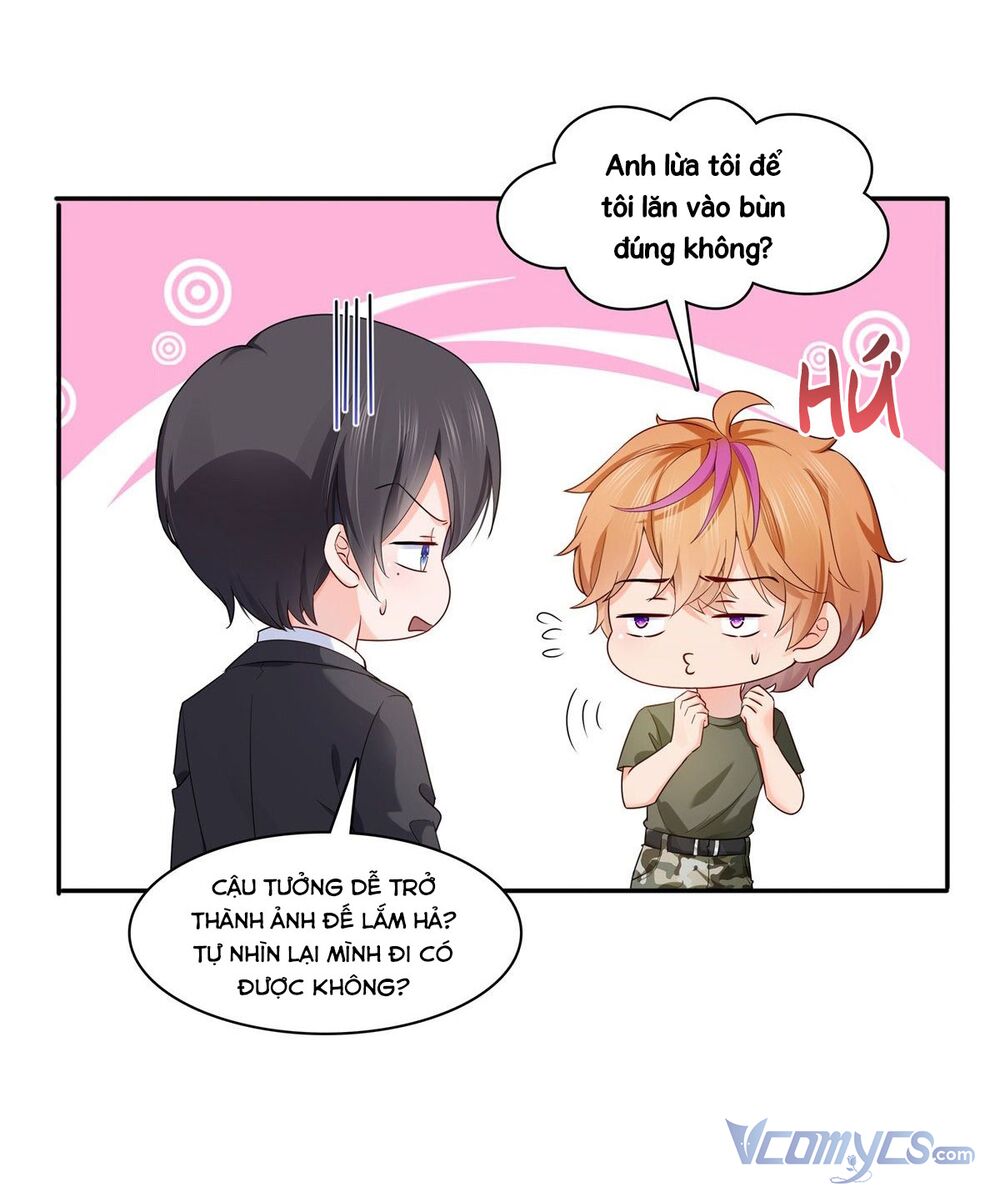 Anh lừa tôi để
tôi lăn vào bùn
đúng không?
HỨ
CẬU TƯỞNG DỄ TRỞ
THÀNH ẢNH ĐẾ LẮM HẢ?
TỰ NHÌN LẠI MÌNH ĐI CÓ
ĐƯỢC KHÔNG?
VCOMYCS.com